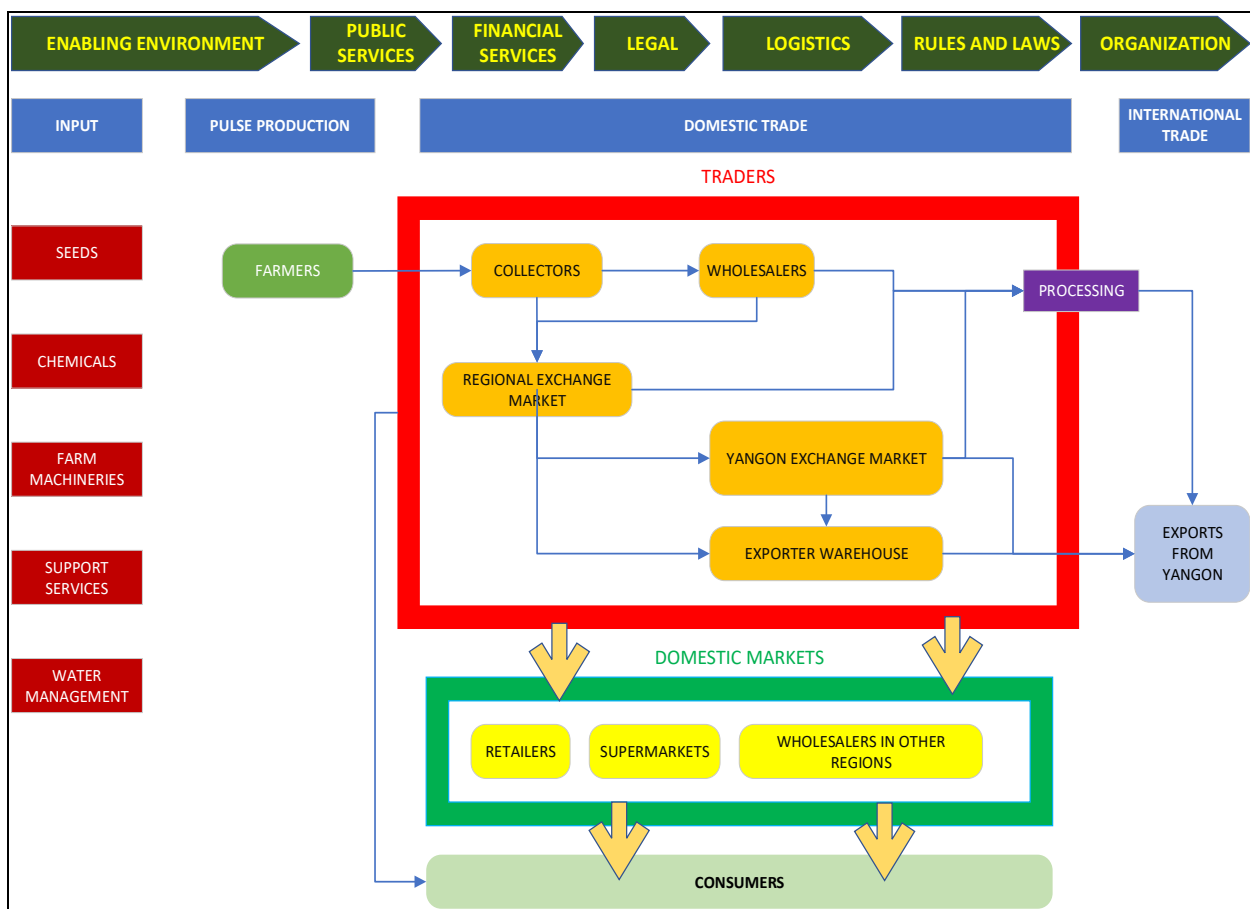 ENABLING ENVIRONMENT
PUBLIC
SERVICES
FINANCIAL
SERVICES
LEGAL
LOGISTICS
RULES AND LAWS
ORGANIZATION
INPUT
PULSE PRODUCTION
DOMESTIC TRADE
INTERNATIONAL
TRADE
TRADERS
SEEDS
FARMERS
COLLECTORS
WHOLESALERS
PROCESSING
CHEMICALS
REGIONAL EXCHANGE
MARKET
FARM
MACHINERIES
YANGON EXCHANGE MARKET
SUPPORT
SERVICES
EXPORTER WAREHOUSE
EXPORTS
FROM
YANGON
DOMESTIC MARKETS
WATER
MANAGEMENT
RETAILERS
SUPERMARKETS
WHOLESALERS IN OTHER
REGIONS
CONSUMERS